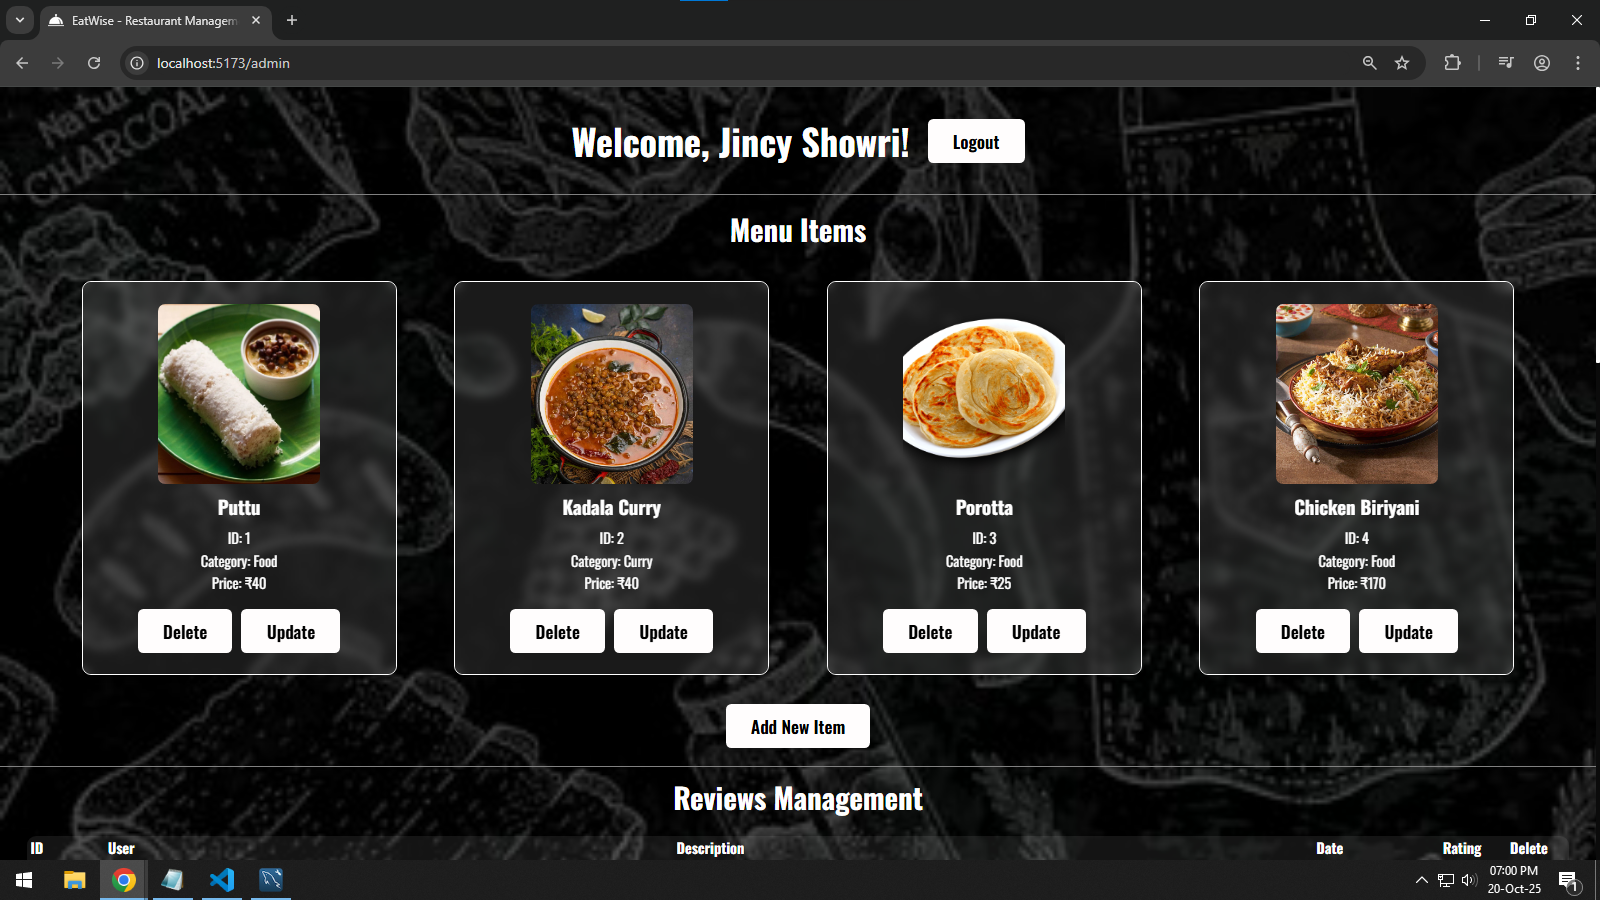 EatWise - Restaurant Managem
localhost:5173/admin
Natu
CHARCOAL
Welcome, Jincy Showri!
Logout
Menu Items
Puttu
ID: 1
Category: Food
Price: ₹40
Delete
Update
Kadala Curry
ID: 2
Category: Curry
Price: ₹40
Delete
Update
Porotta
ID: 3
Category: Food
Price: ₹25
Delete
Update
Chicken Biriyani
ID: 4
Category: Food
Price: ₹170
Delete
Update
Add New Item
Reviews Management
ID User Description Date Rating Delete
07:00 PM
20-Oct-25
1